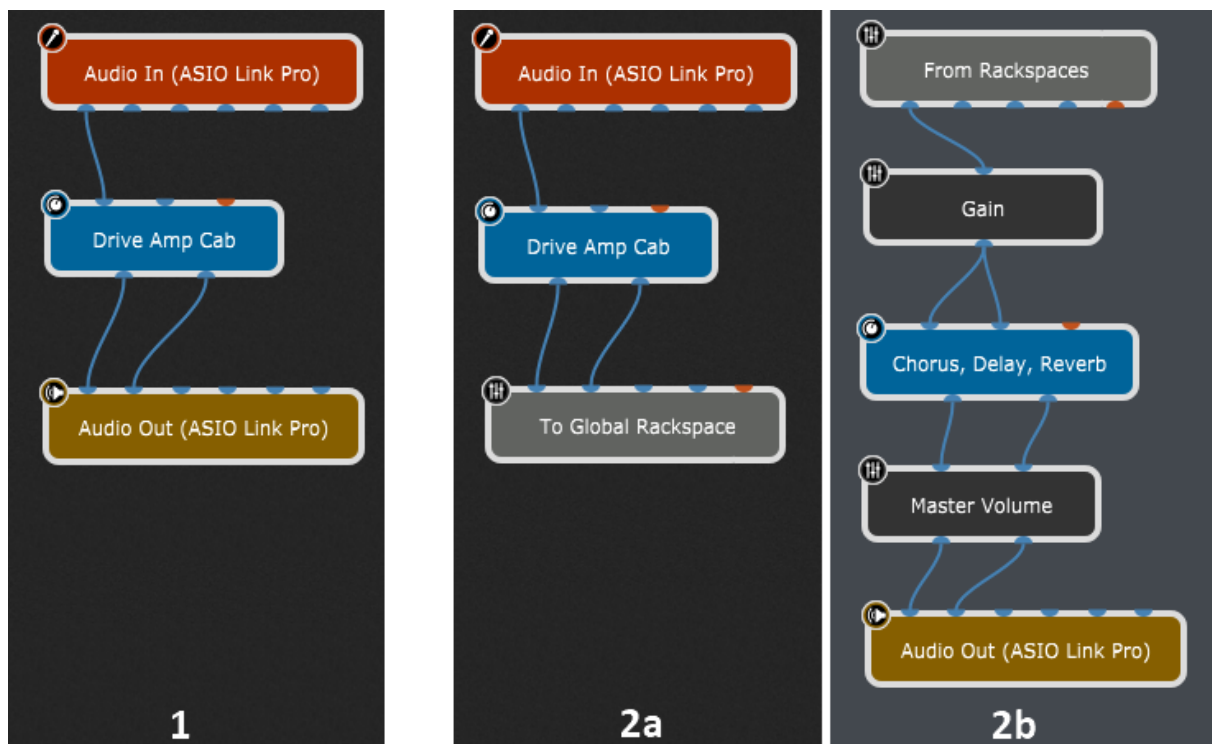 Audio In (ASIO Link Pro)
Drive Amp Cab
Audio Out (ASIO Link Pro)
1
Audio In (ASIO Link Pro)
Drive Amp Cab
To Global Rackspace
2a
From Rackspaces
Gain
Chorus, Delay, Reverb
Master Volume
Audio Out (ASIO Link Pro)
2b